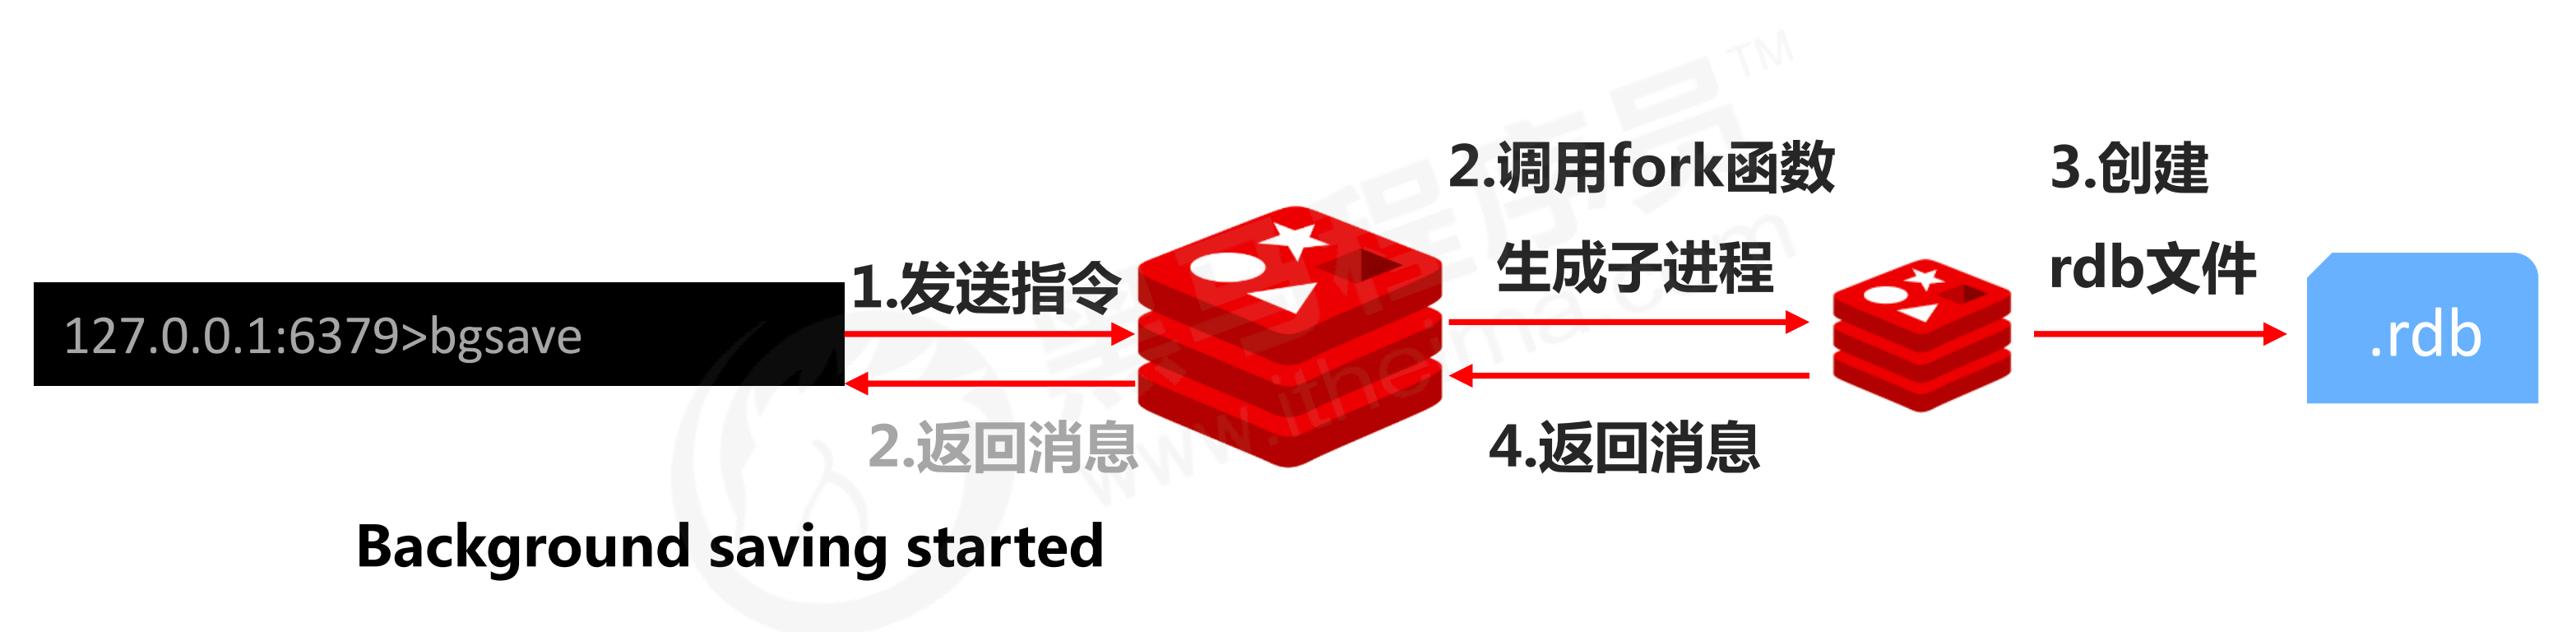 127.0.0.1:6379>bgsave
1.发送指令
2.返回消息
Background saving started
2.调用fork函数
生成子进程
4.返回消息
3.创建
rdb文件
.rdb
黑马程序员™
www.itheima.com